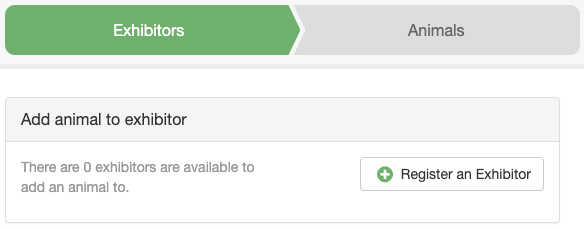 Exhibitors
Animals
Add animal to exhibitor
There are 0 exhibitors are available to
add an animal to.
Register an Exhibitor